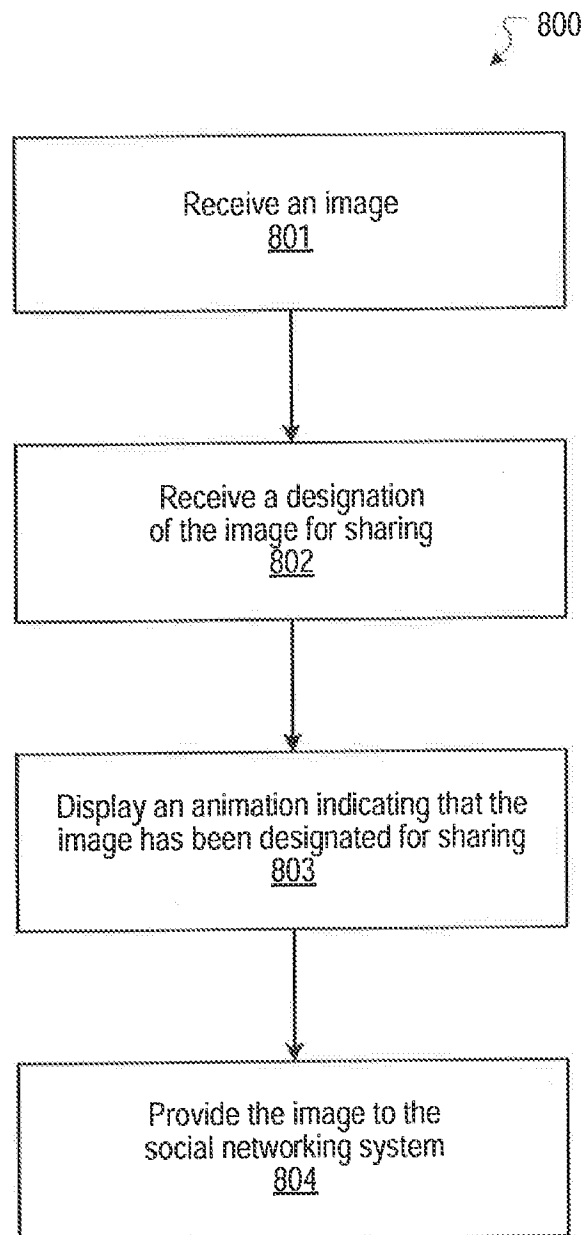 800
Receive an image
801
Receive a designation
of the image for sharing
802
Display an animation indicating that the
image has been designated for sharing
803
Provide the image to the
social networking system
804